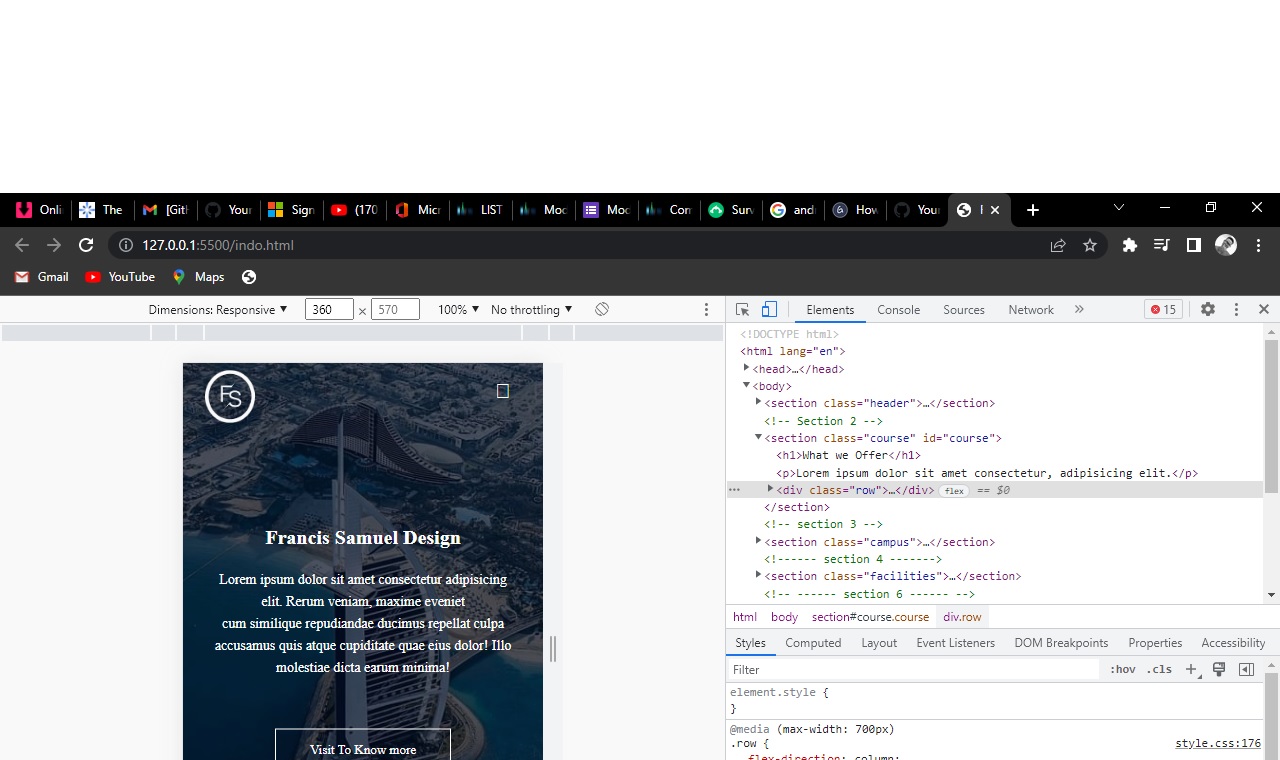 Onli The [Gitl Your Sign (170 Micr LIST Moc Moc Con Surv andr How Your
127.0.0.1:5500/indo.html
Gmail YouTube Maps
Dimensions: Responsive 360 × 570 100% No throttling
Elements Console Sources Network » 15
<!DOCTYPE html>
<html lang="en">
<head>…</head>
<body>
<section class="header">…</section>
<!-- Section 2 -->
<section class="course" id="course">
<h1>What we Offer</h1>
<p>Lorem ipsum dolor sit amet consectetur, adipisicing elit.</p>
<div class="row">…</div> flex == $0
</section>
<!-- section 3 -->
<section class="campus">…</section>
<!------ section 4 ------->
<section class="facilities">…</section>
<!-- ------ section 6 ------ -->
html body section#course.course div.row
Styles Computed Layout Event Listeners DOM Breakpoints Properties Accessibility
Filter :hov .cls
element.style {
}
@media (max-width: 700px)
.row { style.css:176
flex-direction: column;
FS
Francis Samuel Design
Lorem ipsum dolor sit amet consectetur adipisicing
elit. Rerum veniam, maxime eveniet
cum similique repudiandae ducimus repellat culpa
accusamus quis atque cupiditate quae eius dolor! Illo
molestiae dicta earum minima!
Visit To Know more